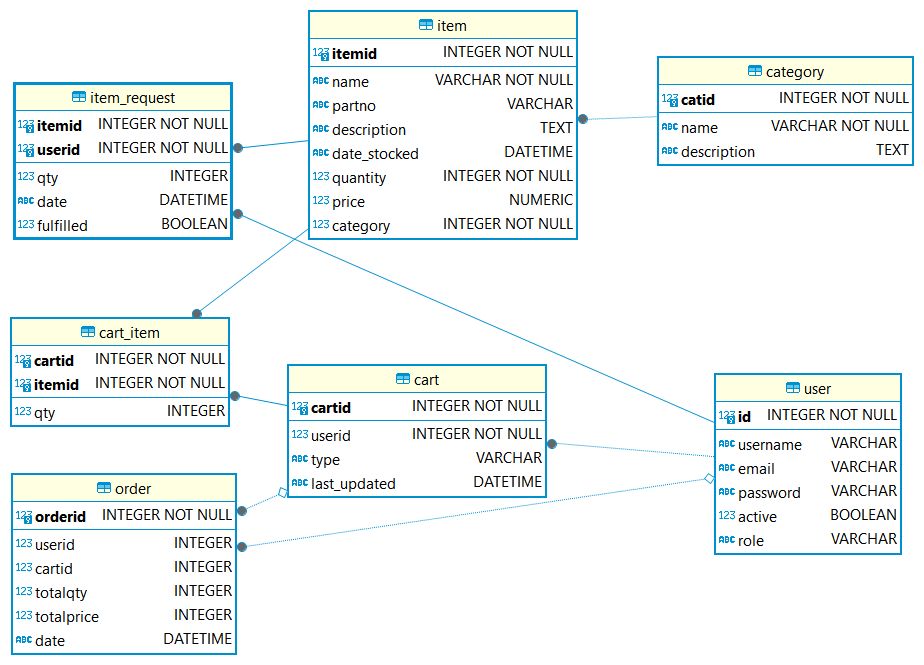 item
itemid INTEGER NOT NULL
name VARCHAR NOT NULL
partno VARCHAR
description TEXT
date_stocked DATETIME
quantity INTEGER NOT NULL
price NUMERIC
category INTEGER NOT NULL
category
catid INTEGER NOT NULL
name VARCHAR NOT NULL
description TEXT
item_request
itemid INTEGER NOT NULL
userid INTEGER NOT NULL
qty INTEGER
date DATETIME
fulfilled BOOLEAN
cart_item
cartid INTEGER NOT NULL
itemid INTEGER NOT NULL
qty INTEGER
cart
cartid INTEGER NOT NULL
userid INTEGER NOT NULL
type VARCHAR
last_updated DATETIME
user
id INTEGER NOT NULL
username VARCHAR
email VARCHAR
password VARCHAR
active BOOLEAN
role VARCHAR
order
orderid INTEGER NOT NULL
userid INTEGER
cartid INTEGER
totalqty INTEGER
totalprice INTEGER
date DATETIME